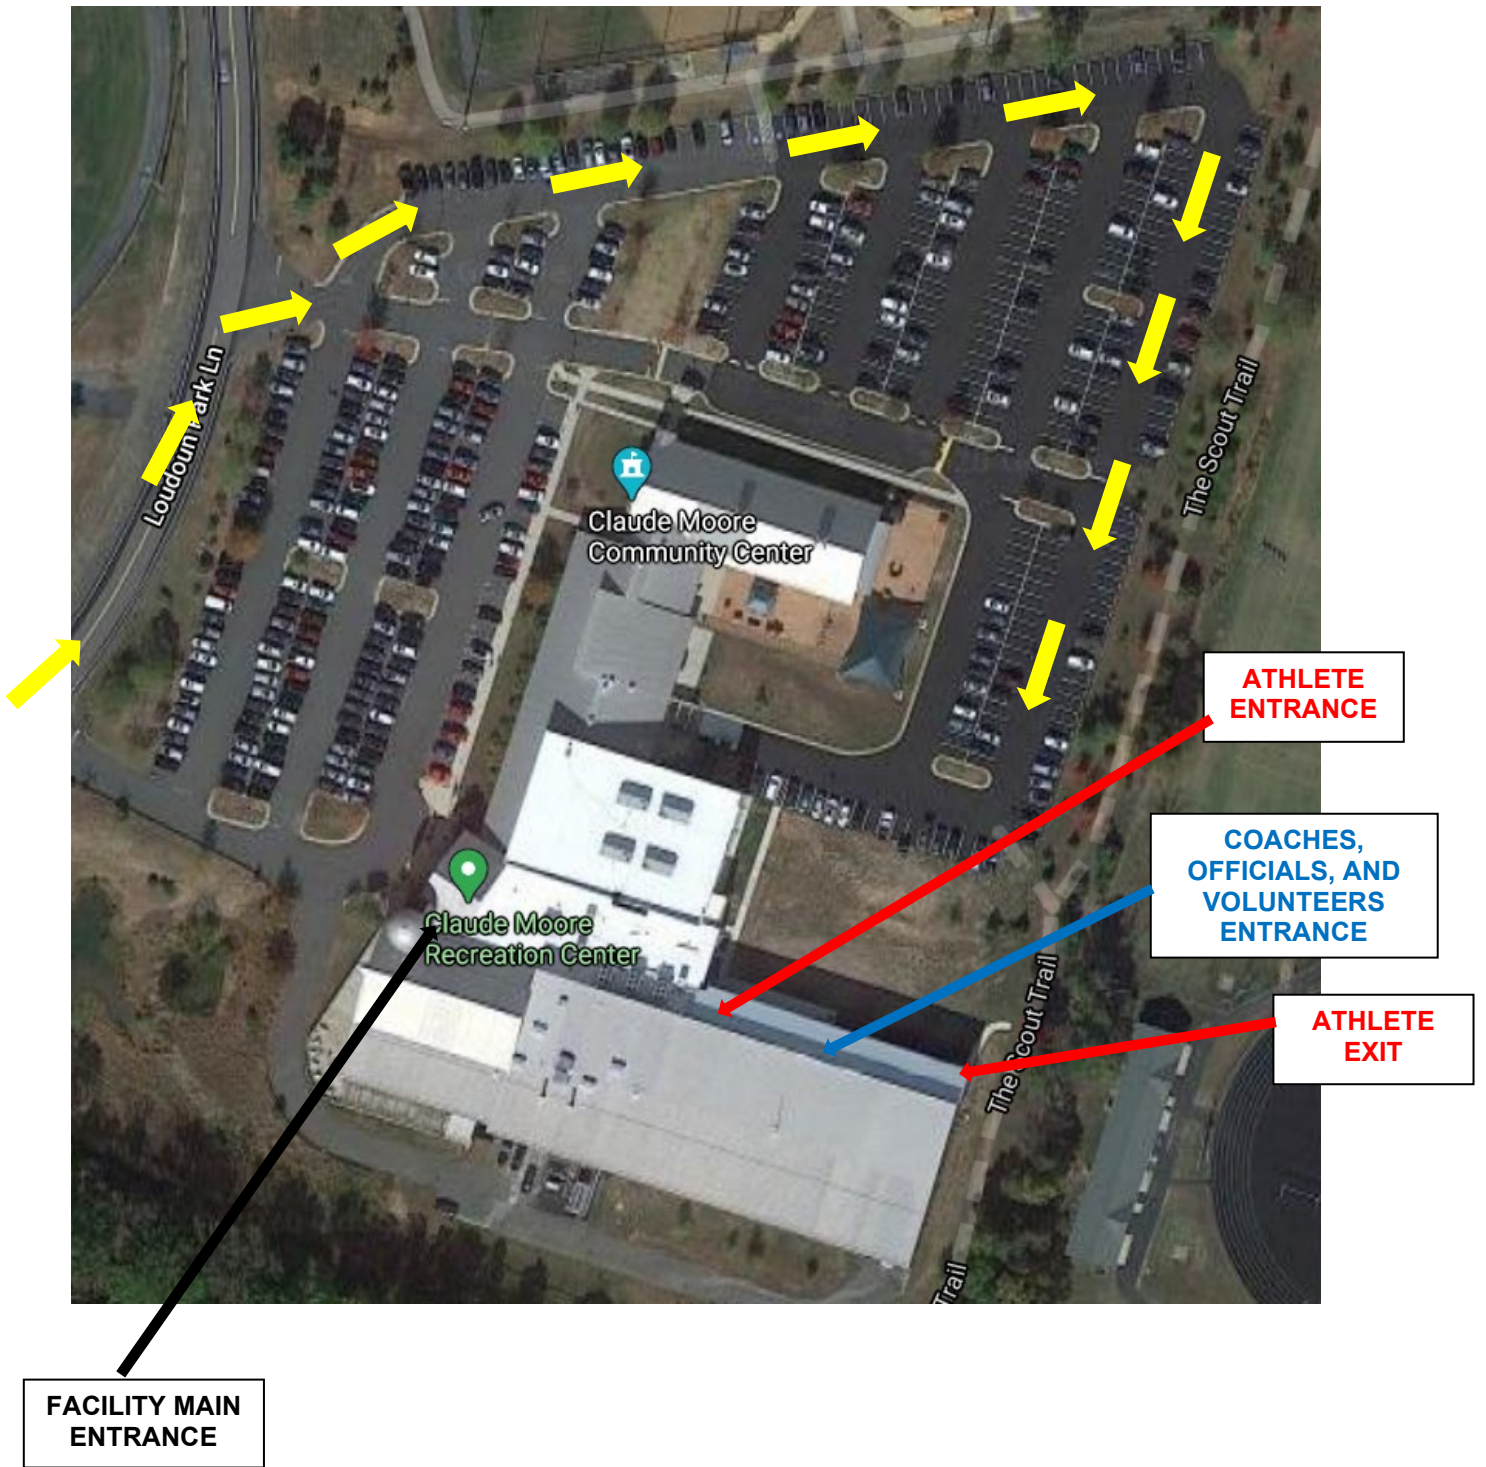 Loudoun Park Ln
The Scout Trail
Claude Moore
Community Center
ATHLETE
ENTRANCE
COACHES,
OFFICIALS, AND
VOLUNTEERS
ENTRANCE
Claude Moore
Recreation Center
The Scout Trail
ATHLETE
EXIT
Trail
FACILITY MAIN
ENTRANCE